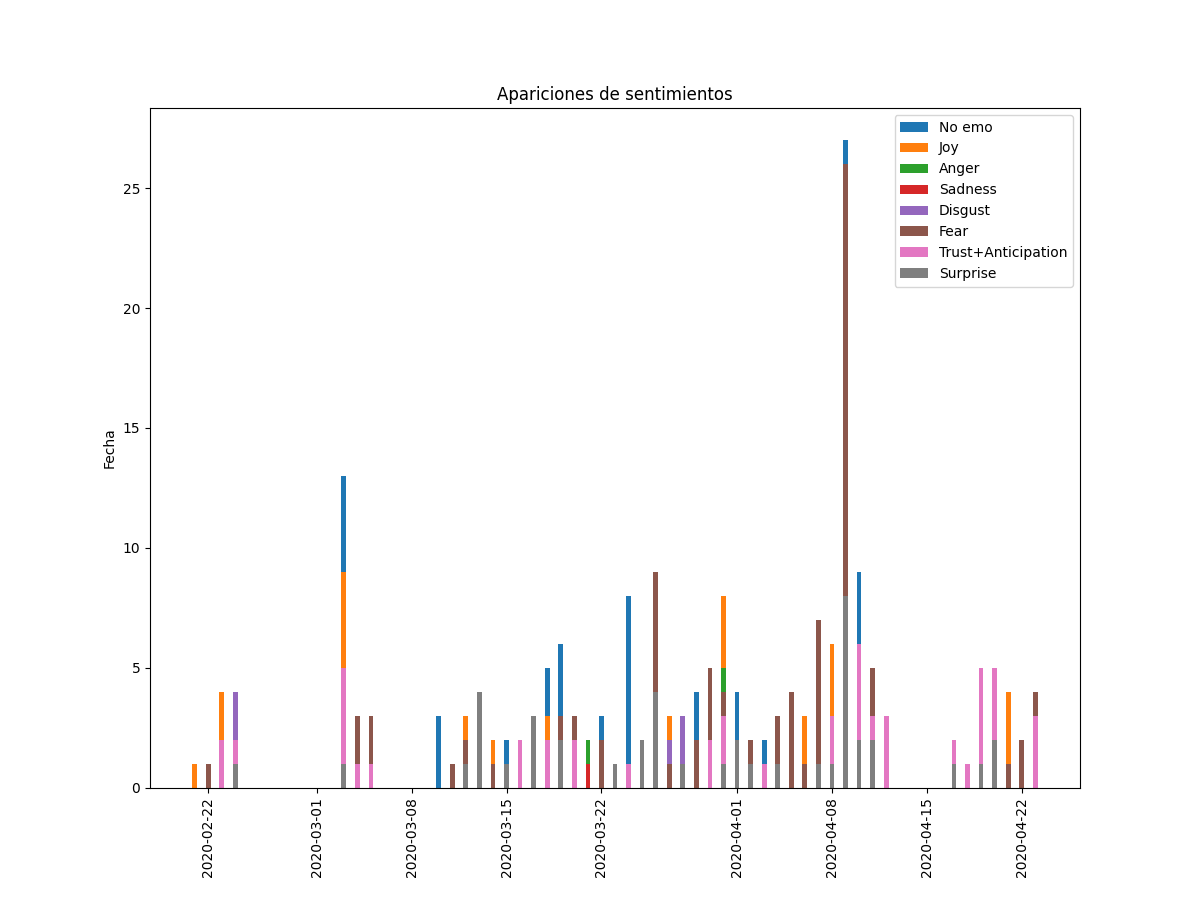 Apariciones de sentimientos
No emo
Joy
Anger
Sadness
Disgust
Fear
Trust+Anticipation
Surprise
Fecha
25
20
15
10
5
0
2020-02-22
2020-03-01
2020-03-08
2020-03-15
2020-03-22
2020-04-01
2020-04-08
2020-04-15
2020-04-22